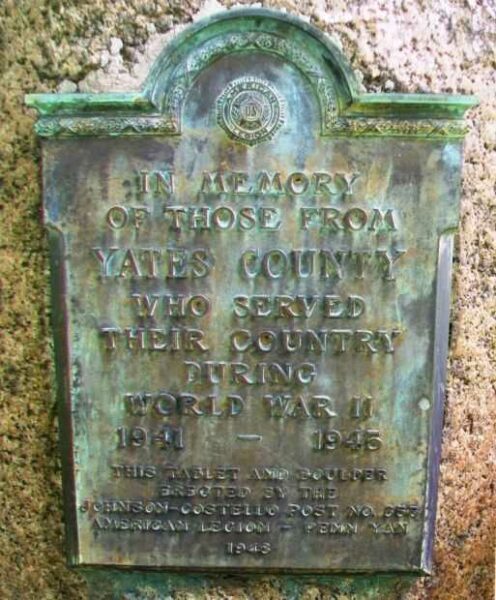 IN MEMORY
OF THOSE FROM
YATES COUNTY
WHO SERVED
THEIR COUNTRY
DURING
WORLD WAR II
1941 – 1945
THIS TABLET AND BOULDER
ERECTED BY THE
JOHNSON-COSTELLO POST NO.
AMERICAN LEGION – PENN YAN